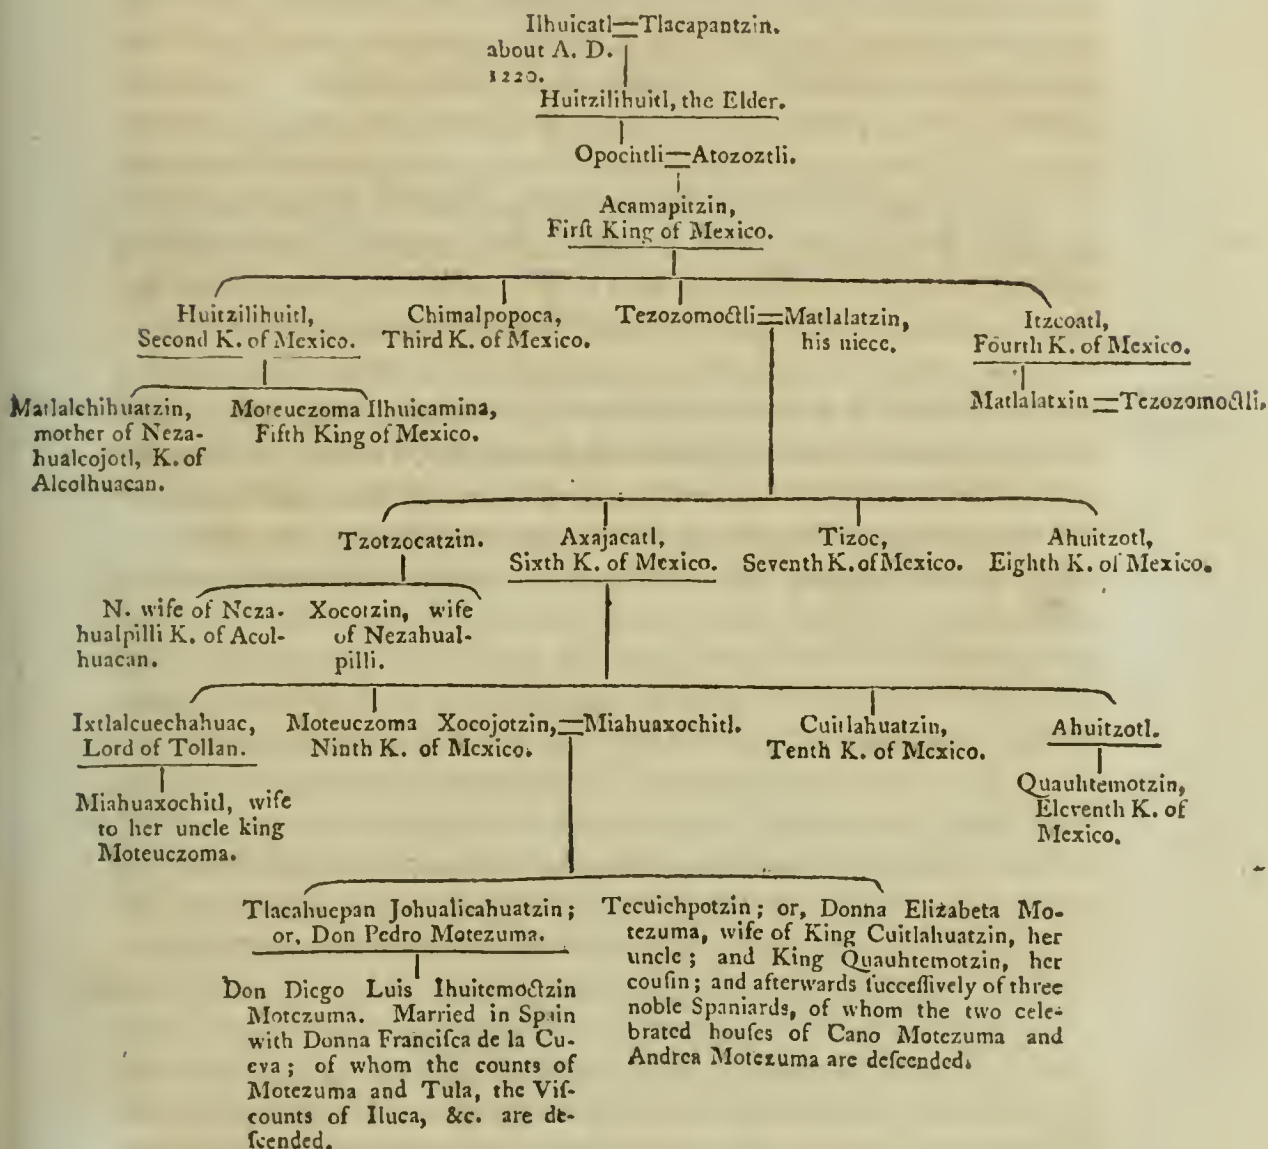 Ilhuicatl=Tlacapantzin.
about A. D.
1220.
Huitzilihuitl, the Elder.
Opochtli=Atozoztli.
Acamapitzin,
Firſt King of Mexico.
Huitzilihuitl,
Second K. of Mexico.
Chimalpopoca,
Third K. of Mexico.
Tezozomoctli=Matlalatzin,
his niece.
Itzcoatl,
Fourth K. of Mexico.
Matlalchihuatzin,
mother of Neza-
hualcojotl, K. of
Alcolhuacan.
Moteuczoma Ilhuicamina,
Fifth King of Mexico.
Matlalatxin=Tezozomoctli.
Tzotzocatzin.
Axajacatl,
Sixth K. of Mexico.
Tizoc,
Seventh K. of Mexico.
Ahuitzotl,
Eighth K. of Mexico.
N. wife of Neza-
hualpilli K. of Acol-
huacan.
Xocotzin, wife
of Nezahual-
pilli.
Ixtlalcuechahuac,
Lord of Tollan.
Moteuczoma Xocojotzin,=Miahuaxochitl.
Ninth K. of Mexico.
Cuitlahuatzin,
Tenth K. of Mexico.
Ahuitzotl.
Miahuaxochitl, wife
to her uncle king
Moteuczoma.
Quauhtemotzin,
Eleventh K. of
Mexico.
Tlacahuepan Johualicahuatzin;
or, Don Pedro Motezuma.
Don Diego Luis Ihuitemoctzin
Motezuma. Married in Spain
with Donna Franciſca de la Cu-
eva; of whom the counts of
Motezuma and Tula, the Viſ-
counts of Iluca, &c. are de-
ſcended.
Tecuichpotzin; or, Donna Elizabeta Mo-
tezuma, wife of King Cuitlahuatzin, her
uncle; and King Quauhtemotzin, her
couſin; and afterwards ſucceſſively of three
noble Spaniards, of whom the two cele-
brated houſes of Cano Motezuma and
Andrea Motezuma are deſcended.